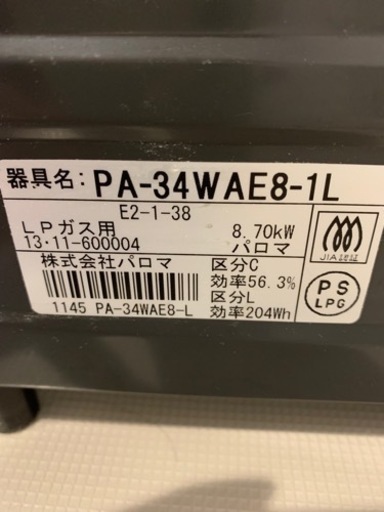 器具名: PA-34WAE8-1L
E2-1-38
LPガス用 8.70kW
13・11-600004 パロマ
株式会社パロマ 区分C
効率56.3%
区分L
1145 PA-34WAE8-L 効率204Wh
JIA認証
PS
LPG